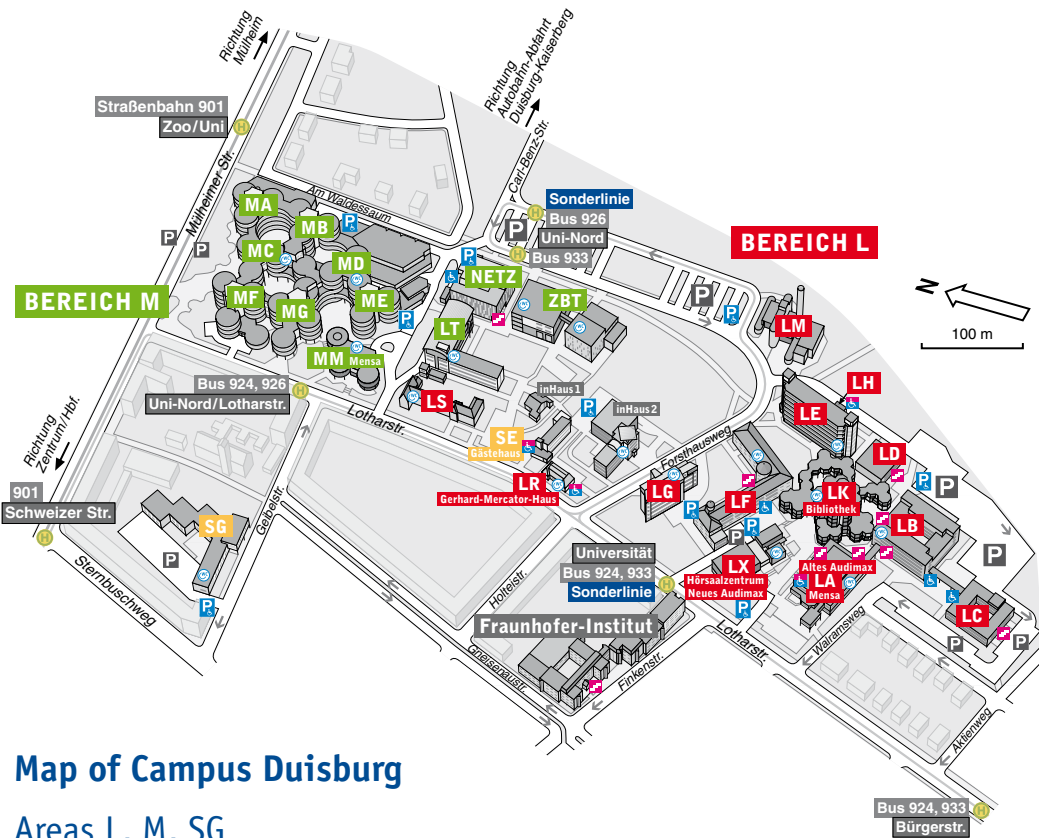 Richtung
Mülheim
Richtung
Autobahn-Abfahrt
Duisburg-Kaiserberg
Straßenbahn 901
Zoo/Uni
H
Mülheimer Str.
Carl-Benz-Str.
Am Waldessaum
Sonderlinie
Bus 926
Uni-Nord
Bus 933
H
H
P
P
P
P
P
P
BEREICH L
BEREICH M
MA
MB
MC
MD
MF
MG
ME
MM Mensa
NETZ
ZBT
LT
P
P
P
N
100 m
LM
LS
inHaus 1
inHaus 2
P
LH
LE
Bus 924, 926
Uni-Nord/Lotharstr.
H
Lotharstr.
SE
Gästehaus
Forsthausweg
LD
Richtung
Zentrum/Hbf.
LR
Gerhard-Mercator-Haus
LG
LF
LK
Bibliothek
P
P
901
Schweizer Str.
H
SG
Geibelstr.
P
P
P
P
LB
P
Universität
Bus 924, 933
Sonderlinie
H
LX
Hörsaalzentrum
Neues Audimax
Altes Audimax
LA
Mensa
Sternbuschweg
P
P
Holteistr.
Fraunhofer-Institut
LC
P
P
Gneisenaustr.
Finkenstr.
Lotharstr.
Walramsweg
Aktienweg
Map of Campus Duisburg
Areas L, M, SG
Bus 924, 933
Bürgerstr.
H